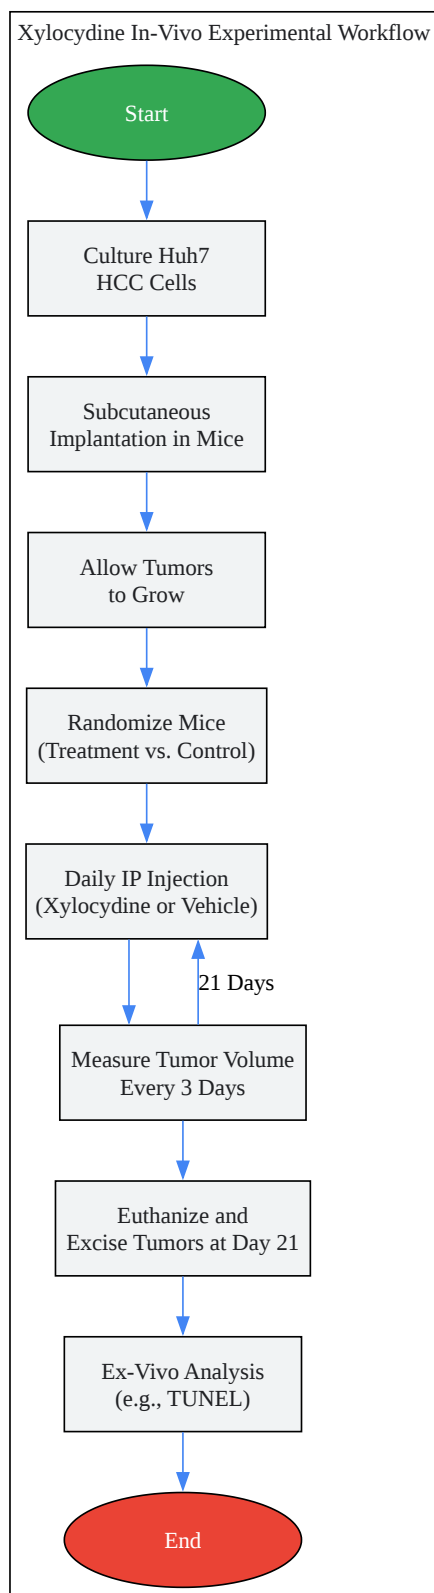 Xylocydine In-Vivo Experimental Workflow
Start
Culture Huh7
HCC Cells
Subcutaneous
Implantation in Mice
Allow Tumors
to Grow
Randomize Mice
(Treatment vs. Control)
Daily IP Injection
(Xylocydine or Vehicle)
21 Days
Measure Tumor Volume
Every 3 Days
Euthanize and
Excise Tumors at Day 21
Ex-Vivo Analysis
(e.g., TUNEL)
End